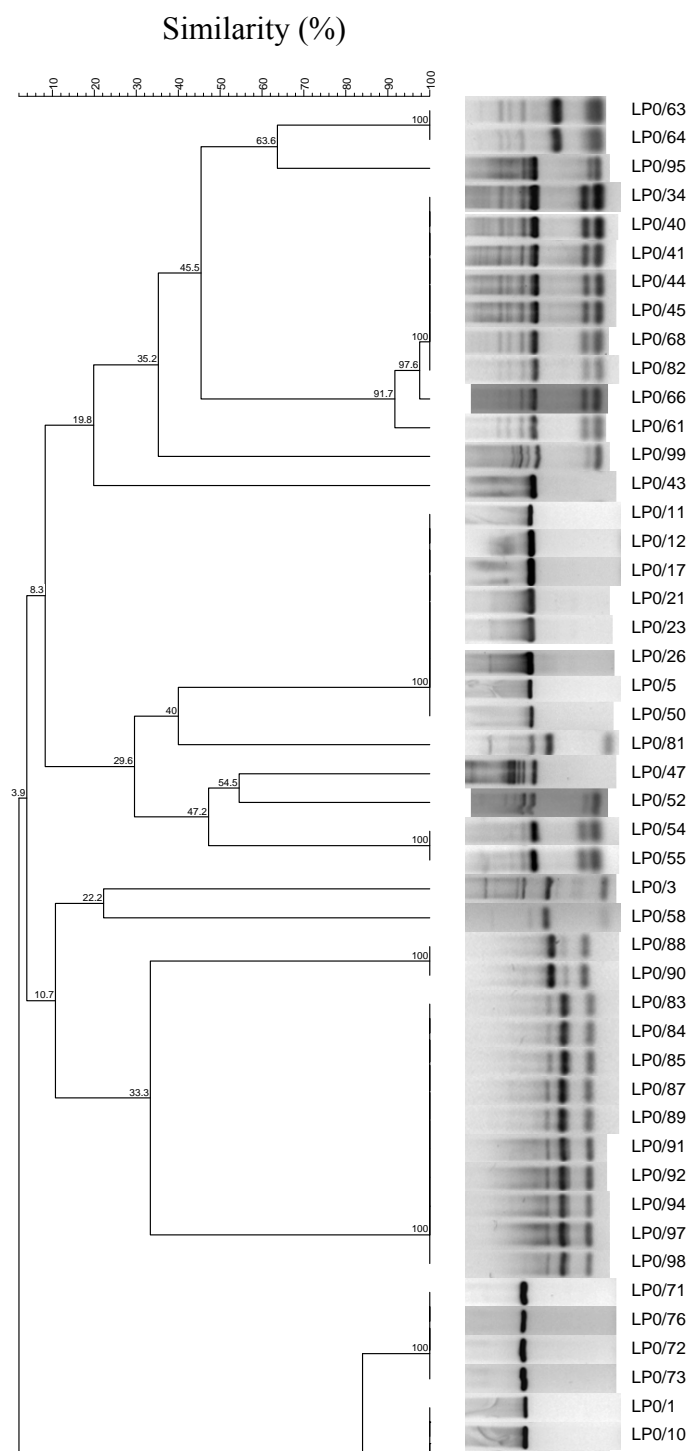 Similarity (%)
10 20 30 40 50 60 70 80 90 100
LP0/63
100
LP0/64
63.6
LP0/95
LP0/34
LP0/40
LP0/41
45.5
LP0/44
LP0/45
100
LP0/68
97.6
35.2
LP0/82
91.7
LP0/66
19.8
LP0/61
LP0/99
LP0/43
LP0/11
LP0/12
LP0/17
8.3
LP0/21
LP0/23
LP0/26
100
LP0/5
40
LP0/50
LP0/81
29.6
54.5
LP0/47
3.9
LP0/52
47.2
LP0/54
100
LP0/55
LP0/3
22.2
LP0/58
LP0/88
100
LP0/90
10.7
LP0/83
LP0/84
LP0/85
LP0/87
33.3
LP0/89
LP0/91
LP0/92
LP0/94
100
LP0/97
LP0/98
LP0/71
LP0/76
100
LP0/72
LP0/73
LP0/1
LP0/10